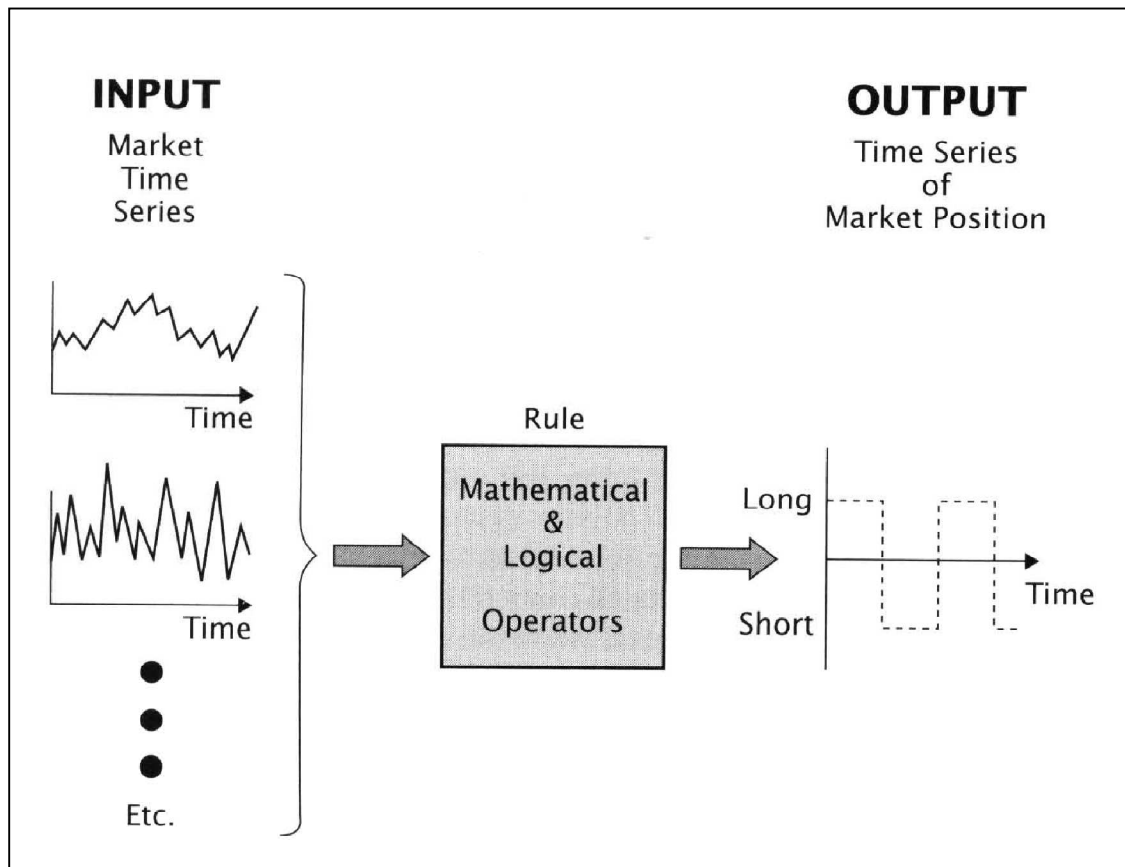 INPUT
Market
Time
Series
Time
Time
Etc.
Rule
Mathematical
&
Logical
Operators
OUTPUT
Time Series
of
Market Position
Long
Short
Time